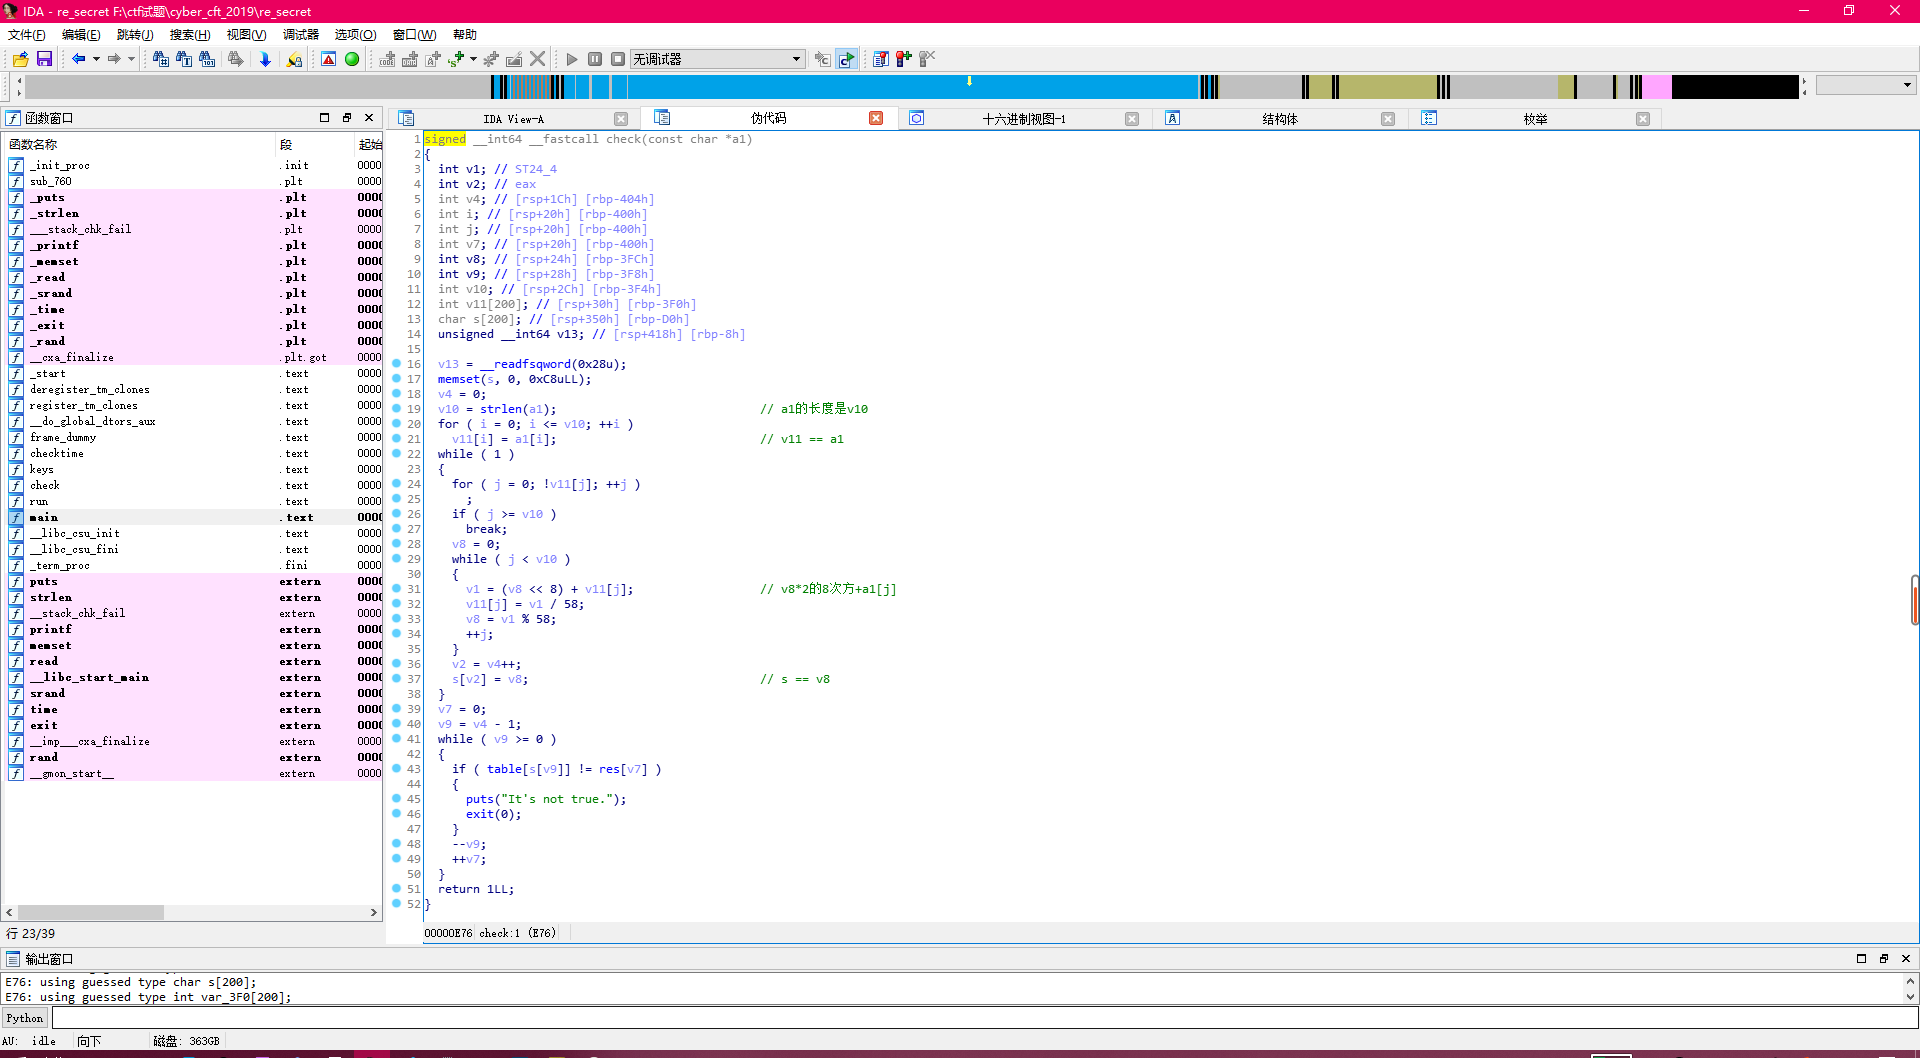 IDA - re_secret F:\ctf试题\cyber_cft_2019\re_secret
文件(F) 编辑(E) 跳转(J) 搜索(H) 视图(V) 调试器 选项(O) 窗口(W) 帮助
无调试器
函数窗口
IDA View-A
伪代码
十六进制视图-1
结构体
枚举
函数名称 段 起始
_init_proc .init 0000
sub_760 .plt 0000
_puts .plt 0000
_strlen .plt 0000
___stack_chk_fail .plt 0000
_printf .plt 0000
_memset .plt 0000
_read .plt 0000
_srand .plt 0000
_time .plt 0000
_exit .plt 0000
_rand .plt 0000
__cxa_finalize .plt.got 0000
_start .text 0000
deregister_tm_clones .text 0000
register_tm_clones .text 0000
__do_global_dtors_aux .text 0000
frame_dummy .text 0000
checktime .text 0000
keys .text 0000
check .text 0000
run .text 0000
main .text 0000
__libc_csu_init .text 0000
__libc_csu_fini .text 0000
_term_proc .fini 0000
puts extern 0000
strlen extern 0000
__stack_chk_fail extern 0000
printf extern 0000
memset extern 0000
read extern 0000
__libc_start_main extern 0000
srand extern 0000
time extern 0000
exit extern 0000
__imp___cxa_finalize extern 0000
rand extern 0000
__gmon_start__ extern 0000
行 23/39
1 signed __int64 __fastcall check(const char *a1)
2 {
3 int v1; // ST24_4
4 int v2; // eax
5 int v4; // [rsp+1Ch] [rbp-404h]
6 int i; // [rsp+20h] [rbp-400h]
7 int j; // [rsp+20h] [rbp-400h]
8 int v7; // [rsp+20h] [rbp-400h]
9 int v8; // [rsp+24h] [rbp-3FCh]
10 int v9; // [rsp+28h] [rbp-3F8h]
11 int v10; // [rsp+2Ch] [rbp-3F4h]
12 int v11[200]; // [rsp+30h] [rbp-3F0h]
13 char s[200]; // [rsp+350h] [rbp-D0h]
14 unsigned __int64 v13; // [rsp+418h] [rbp-8h]
15
16 v13 = __readfsqword(0x28u);
17 memset(s, 0, 0xC8uLL);
18 v4 = 0;
19 v10 = strlen(a1); // a1的长度是v10
20 for ( i = 0; i <= v10; ++i )
21 v11[i] = a1[i]; // v11 == a1
22 while ( 1 )
23 {
24 for ( j = 0; !v11[j]; ++j )
25 ;
26 if ( j >= v10 )
27 break;
28 v8 = 0;
29 while ( j < v10 )
30 {
31 v1 = (v8 << 8) + v11[j]; // v8*2的8次方+a1[j]
32 v11[j] = v1 / 58;
33 v8 = v1 % 58;
34 ++j;
35 }
36 v2 = v4++;
37 s[v2] = v8; // s == v8
38 }
39 v7 = 0;
40 v9 = v4 - 1;
41 while ( v9 >= 0 )
42 {
43 if ( table[s[v9]] != res[v7] )
44 {
45 puts("It's not true.");
46 exit(0);
47 }
48 --v9;
49 ++v7;
50 }
51 return 1LL;
52 }
00000E76 check:1 (E76)
输出窗口
E76: using guessed type char s[200];
E76: using guessed type int var_3F0[200];
Python
AU: idle 向下 磁盘: 363GB